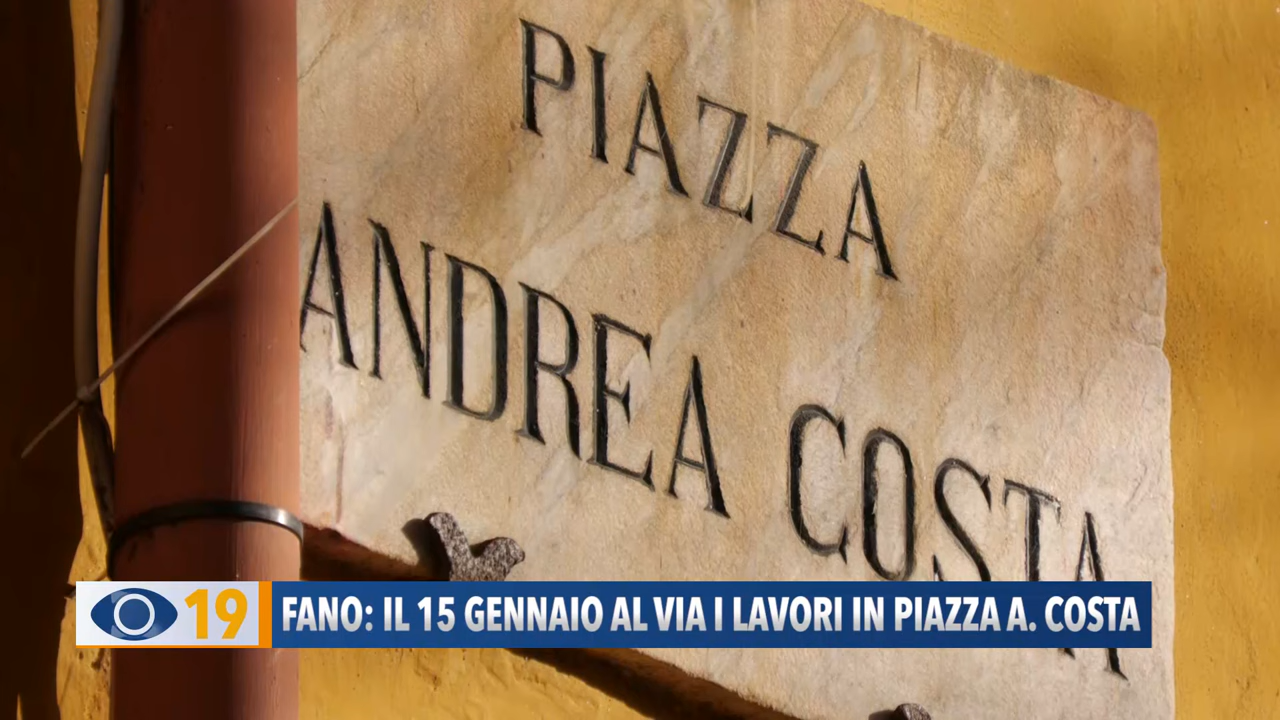 PIAZZA
ANDREA COSTA
19
FANO: IL 15 GENNAIO AL VIA I LAVORI IN PIAZZA A. COSTA